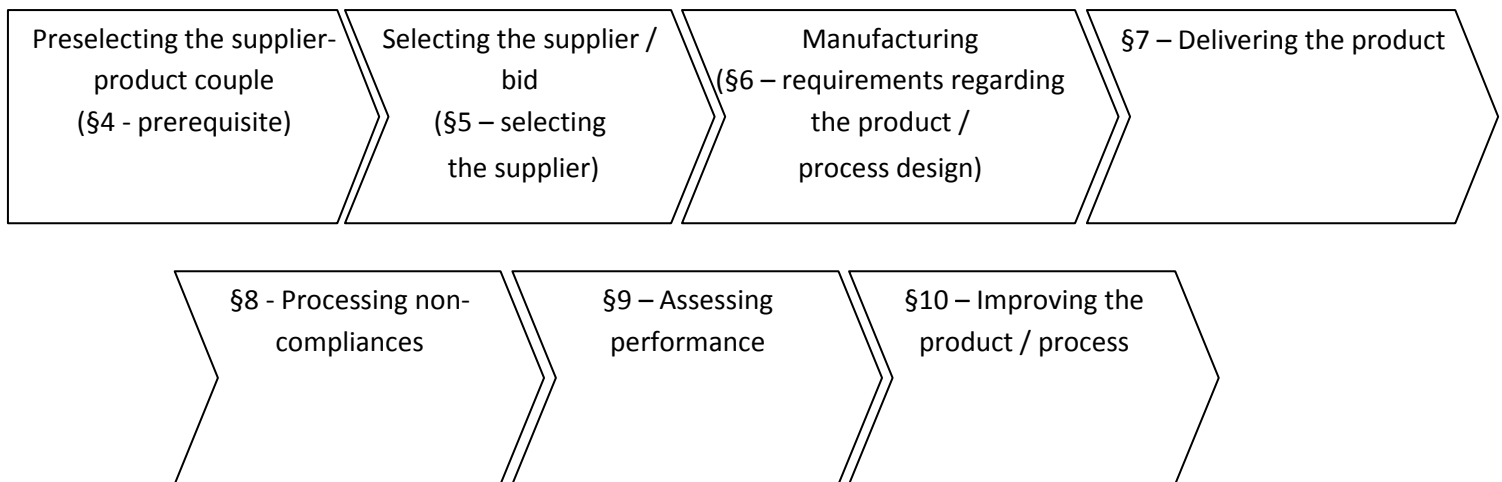 Preselecting the supplier-
product couple
(§4 - prerequisite)
Selecting the supplier /
bid
(§5 – selecting
the supplier)
Manufacturing
(§6 – requirements regarding
the product /
process design)
§7 – Delivering the product
§8 - Processing non-
compliances
§9 – Assessing
performance
§10 – Improving the
product / process